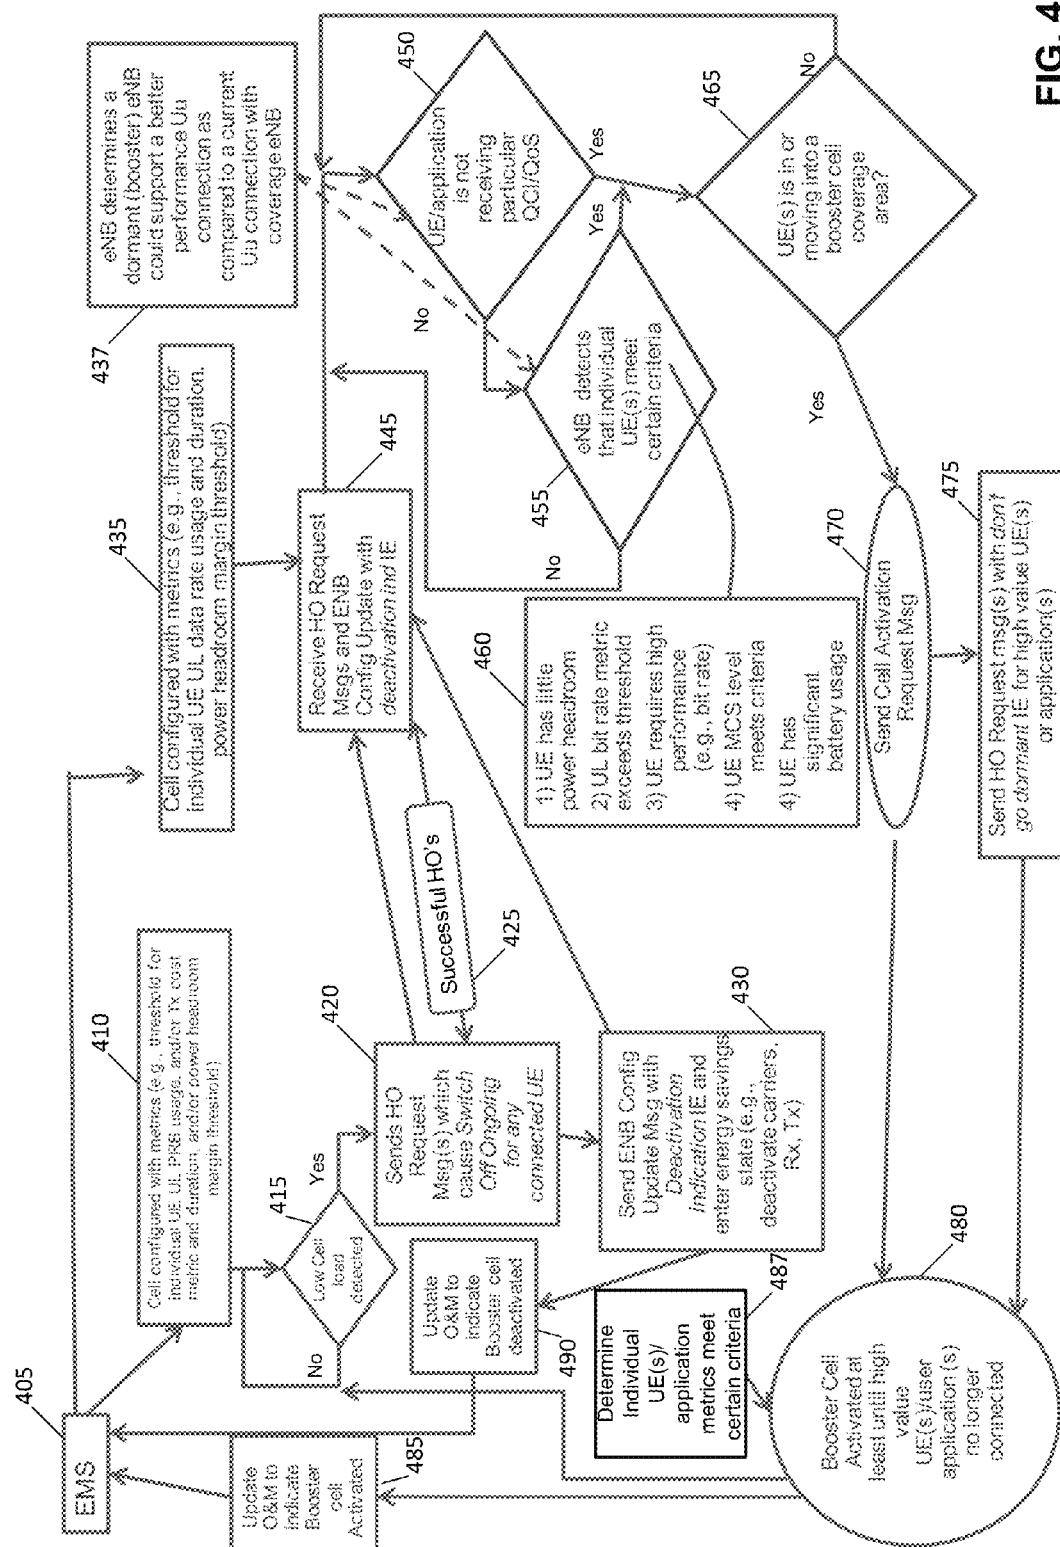 405
EMS
410
Cell configured with metrics (e.g., threshold for
individual UE UL PRB usage, and/or Tx cost
metric and duration, and/or power headroom
margin threshold)
415
Low Cell
load
detected
No
Yes
420
Sends HO
Request
Msg(s) which
cause Switch
Off Ongoing
for any
connected UE
Successful HO's
425
430
Send ENB Config
Update Msg with
Deactivation
Indication IE and
enter energy savings
state (e.g.,
deactivate carriers,
Rx, Tx)
435
Cell configured with metrics (e.g., threshold for
individual UE UL data rate usage and duration,
power headroom margin threshold)
437
eNB determines a
dormant (booster) eNB
could support a better
performance Uu
connection as
compared to a current
Uu connection with
coverage eNB
445
Receive HO Request
Msgs and ENB
Config Update with
deactivation ind IE
450
UE/application
is not
receiving
particular
QCI/QoS
No
Yes
455
eNB detects
that individual
UE(s) meet
certain criteria
No
Yes
460
1) UE has little
power headroom
2) UL bit rate metric
exceeds threshold
3) UE requires high
performance
(e.g., bit rate)
4) UE MCS level
meets criteria
4) UE has
significant
battery usage
465
UE(s) is in or
moving into a
booster cell
coverage
area?
No
Yes
470
Send Cell Activation
Request Msg
475
Send HO Request msg(s) with don't
go dormant IE for high value UE(s)
or application(s)
480
Booster Cell
Activated at
least until high
value
UE(s)/user
application (s)
no longer
connected
485
Update
O&M to
indicate
Booster
cell
Activated
487
Determine
Individual
UE(s)/
application
metrics meet
certain criteria
490
Update
O&M to
indicate
Booster cell
deactivated
FIG. 4